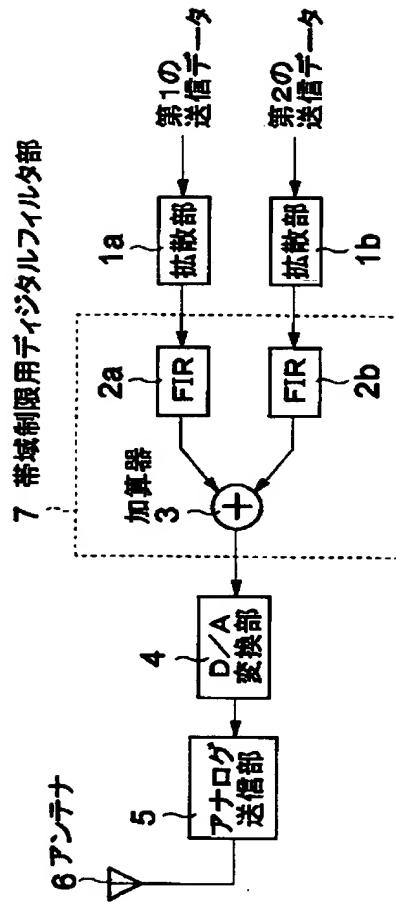 7 帯域制限用ディジタルフィルタ部
6 アンテナ
5
アナログ
送信部
4
D/A
変換部
加算器
3
+
2a
FIR
1a
拡散部
第1の
送信データ
FIR
2b
拡散部
1b
第2の
送信データ